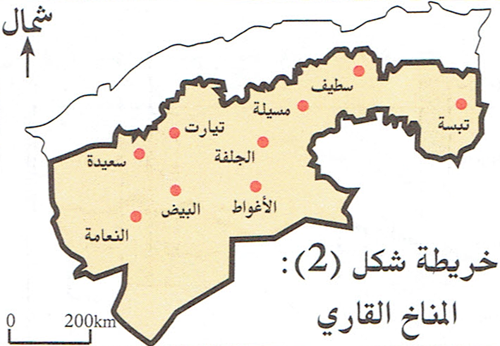 شمال
سطيف
مسيلة
تبسة
تيارت
الجلفة
سعيدة
الأغواط
البيض
النعامة
خريطة شكل (2):
المناخ القاري
0 200km